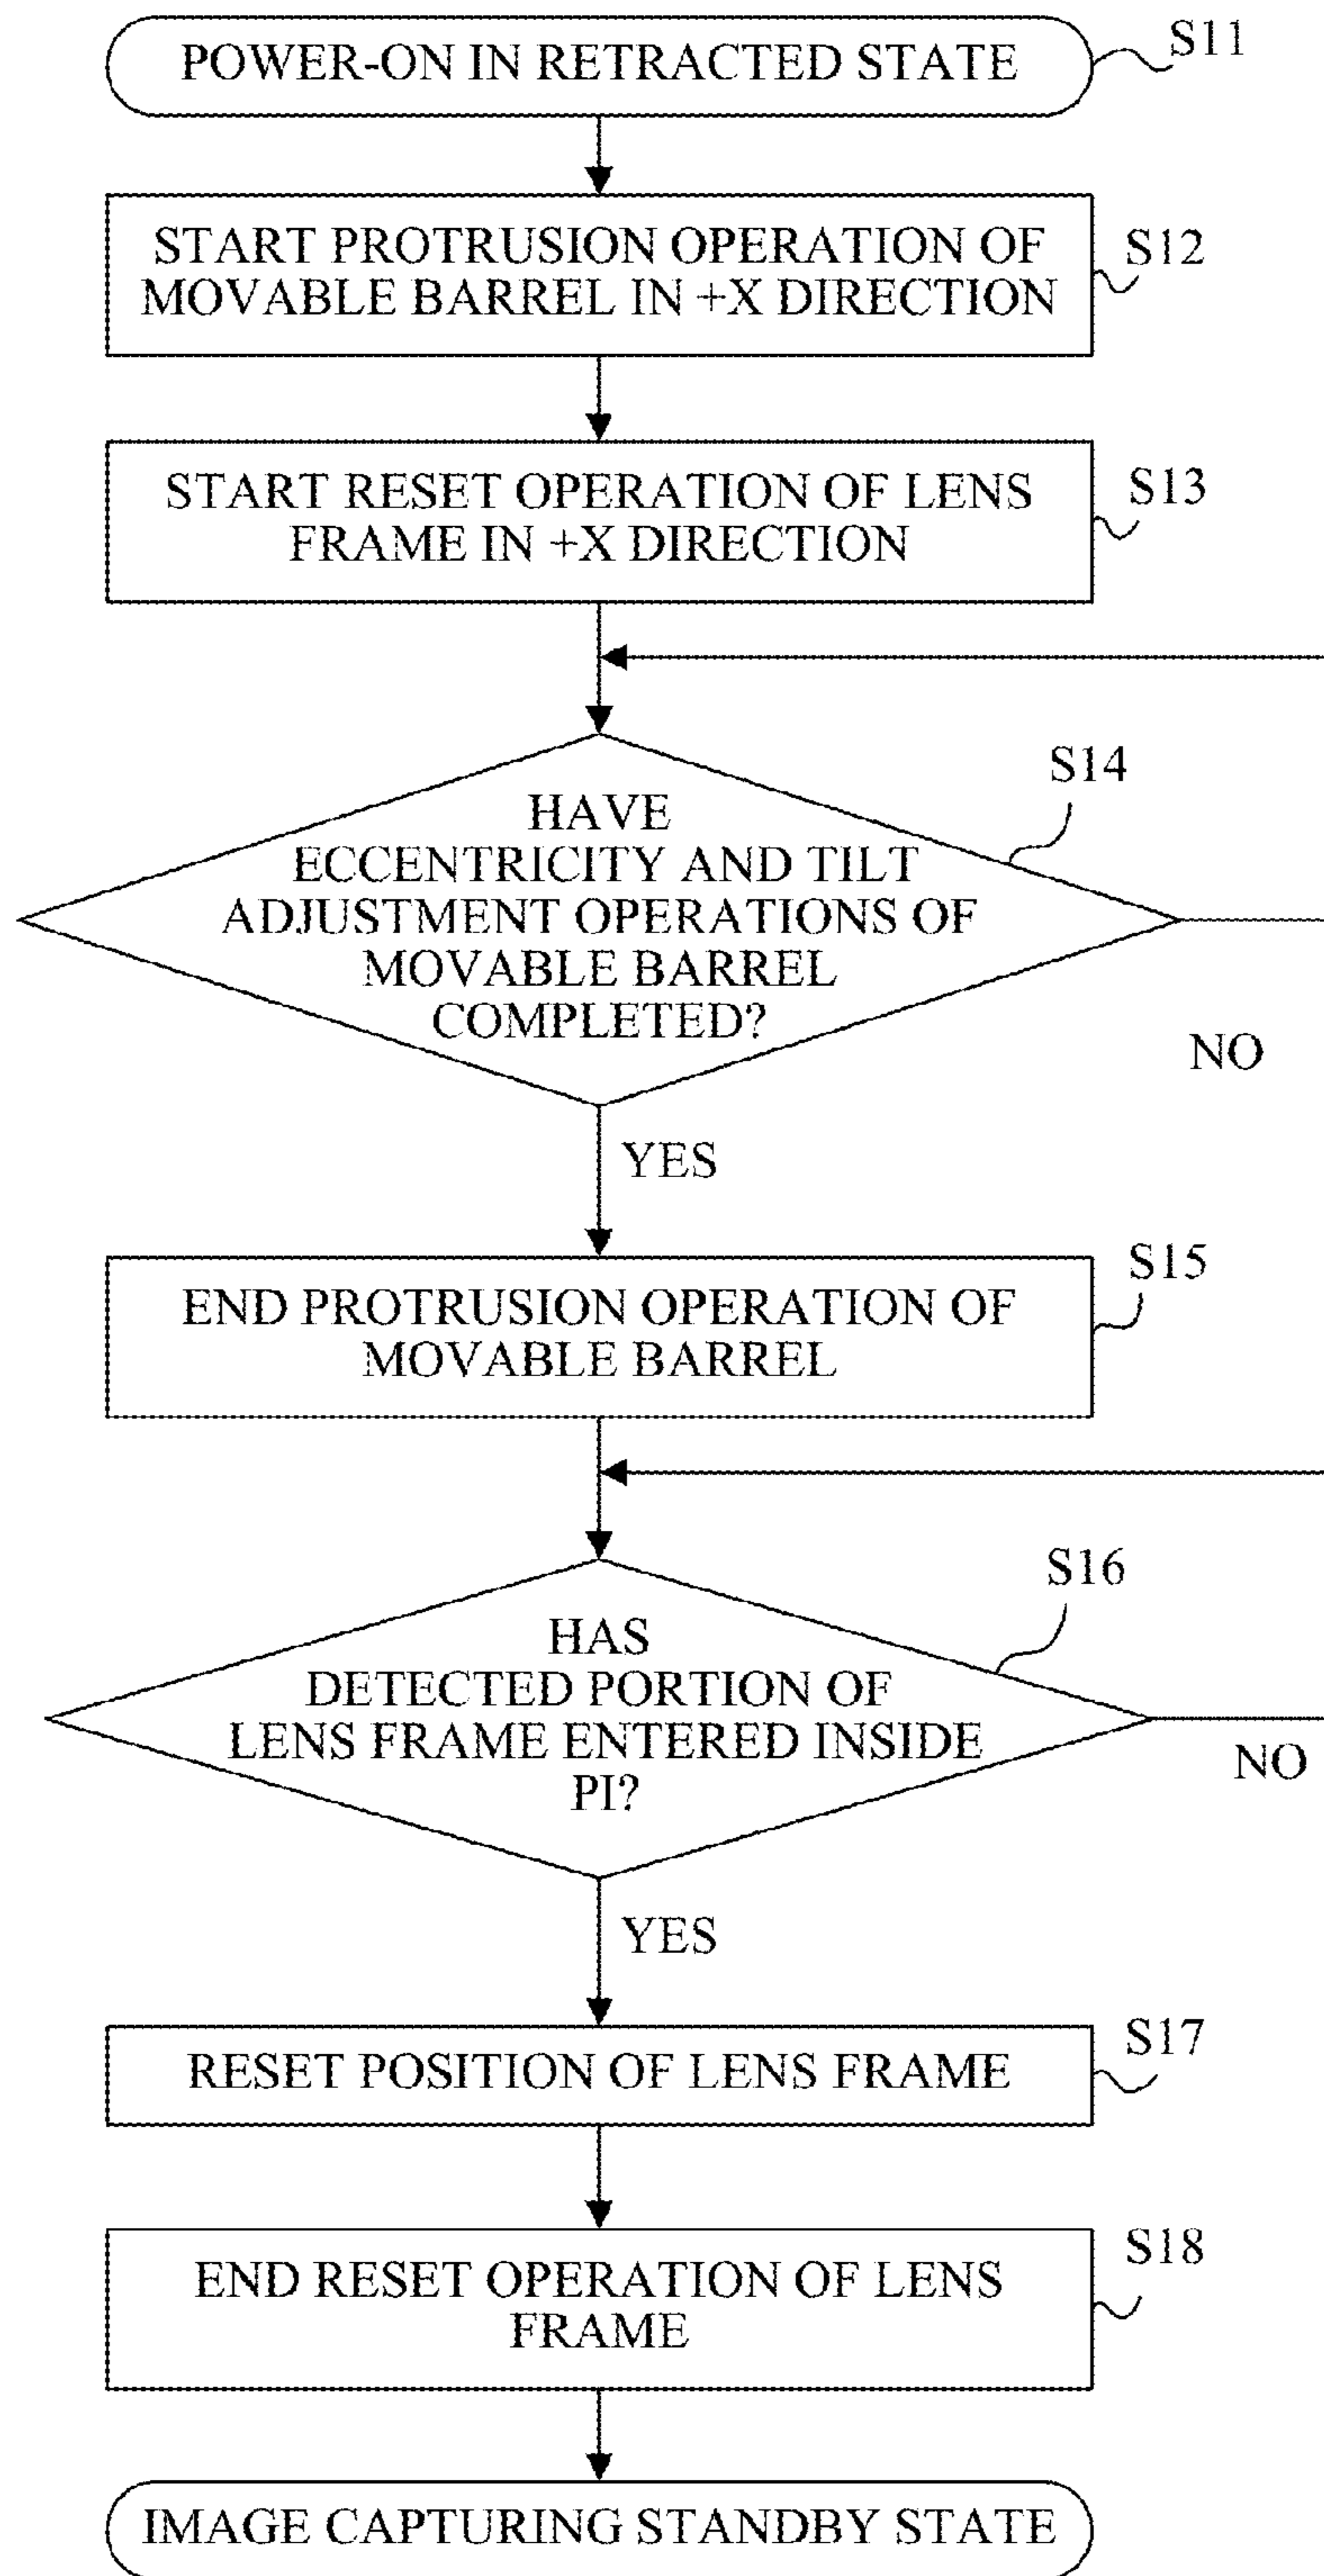 POWER-ON IN RETRACTED STATE
S11
START PROTRUSION OPERATION OF
MOVABLE BARREL IN +X DIRECTION
S12
START RESET OPERATION OF LENS
FRAME IN +X DIRECTION
S13
S14
HAVE
ECCENTRICITY AND TILT
ADJUSTMENT OPERATIONS OF
MOVABLE BARREL
COMPLETED?
NO
YES
S15
END PROTRUSION OPERATION OF
MOVABLE BARREL
S16
HAS
DETECTED PORTION OF
LENS FRAME ENTERED INSIDE
PI?
NO
YES
S17
RESET POSITION OF LENS FRAME
S18
END RESET OPERATION OF LENS
FRAME
IMAGE CAPTURING STANDBY STATE